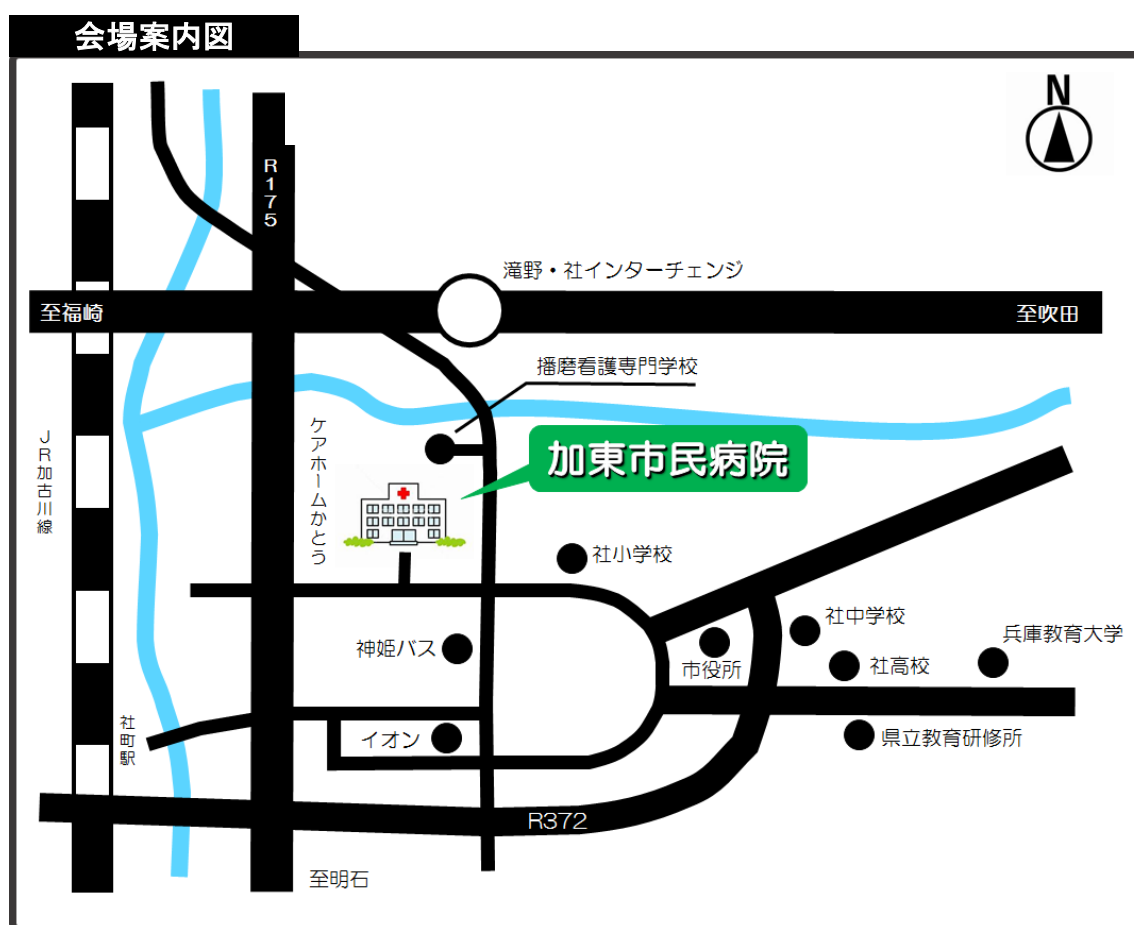 会場案内図
N
R175
滝野・社インターチェンジ
至福崎
至吹田
播磨看護専門学校
ケアホームかとう
JR加古川線
加東市民病院
社小学校
社中学校
兵庫教育大学
神姫バス
市役所
社高校
社町駅
イオン
県立教育研修所
R372
至明石